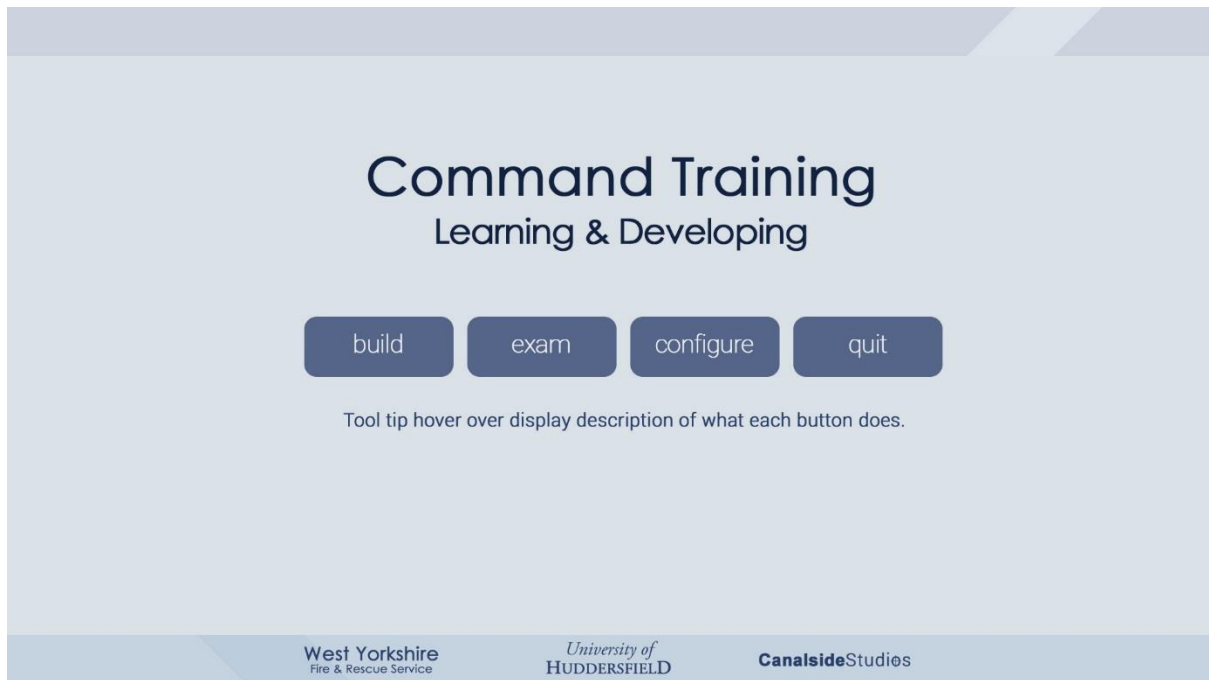 Command Training
Learning & Developing
build
exam
configure
quit
Tool tip hover over display description of what each button does.
West Yorkshire
Fire & Rescue Service
University of
HUDDERSFIELD
CanalsideStudios